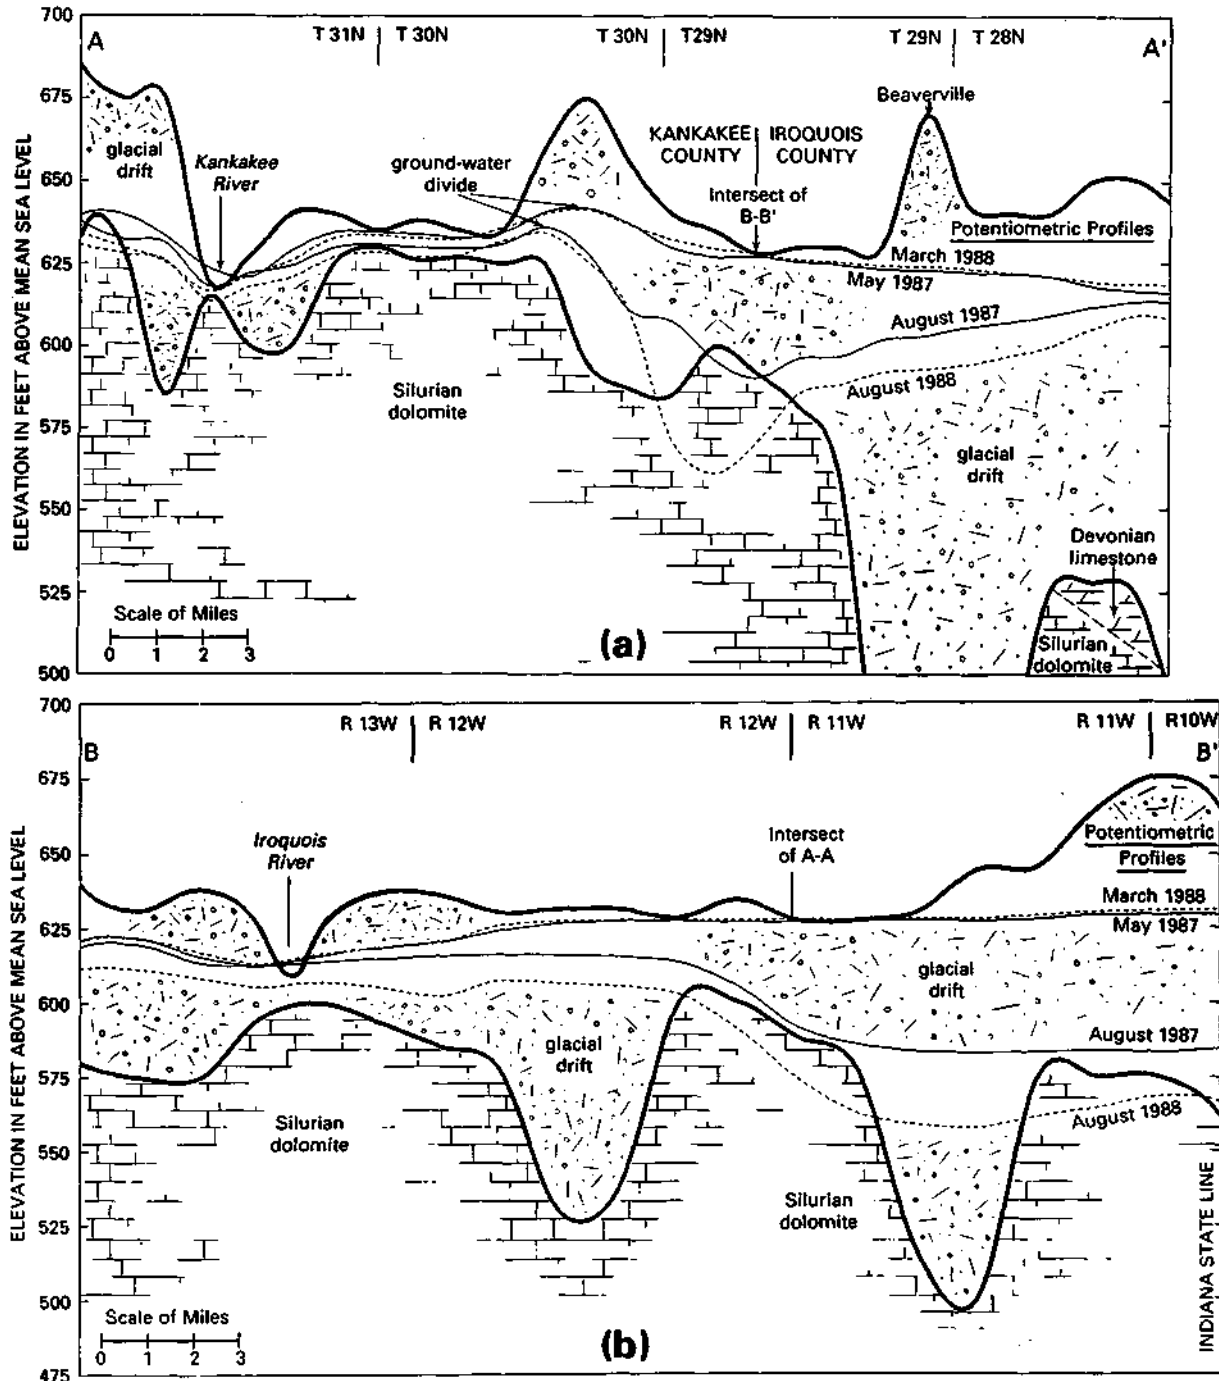 700
675
650
625
600
575
550
525
500
ELEVATION IN FEET ABOVE MEAN SEA LEVEL
A
T 31N | T 30N
T 30N | T29N
T 29N | T 28N
A'
glacial
drift
Kankakee
River
ground-water
divide
KANKAKEE
COUNTY
IROQUOIS
COUNTY
Intersect of
B-B'
Beaverville
Potentiometric Profiles
March 1988
May 1987
August 1987
August 1988
Silurian
dolomite
glacial
drift
Devonian
limestone
Silurian
dolomite
Scale of Miles
0 1 2 3
(a)
700
675
650
625
600
575
550
525
500
475
ELEVATION IN FEET ABOVE MEAN SEA LEVEL
B
R 13W | R 12W
R 12W | R 11W
R 11W | R10W
B'
Iroquois
River
Intersect
of A-A
Potentiometric
Profiles
March 1988
May 1987
glacial
drift
August 1987
glacial
drift
August 1988
Silurian
dolomite
Silurian
dolomite
INDIANA STATE LINE
Scale of Miles
0 1 2 3
(b)